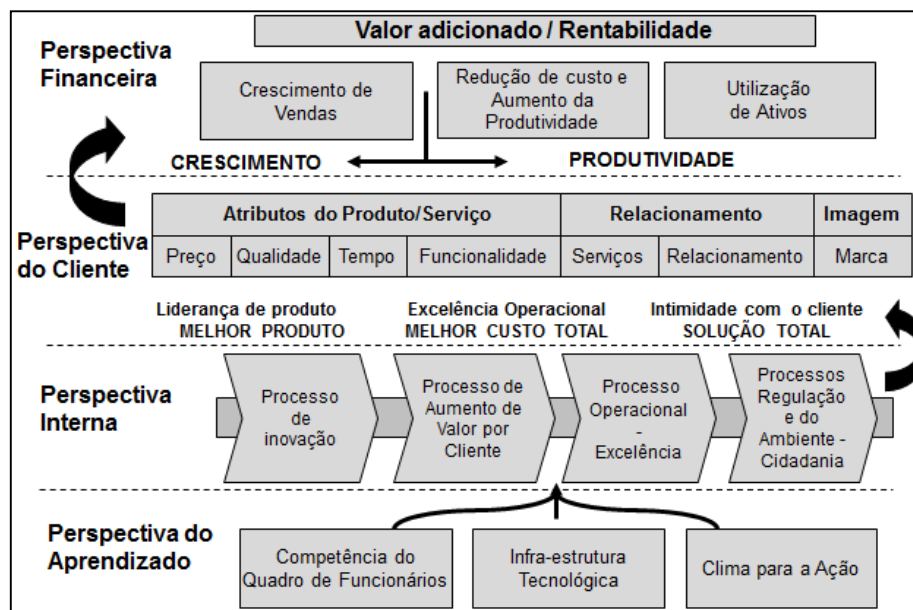 Valor adicionado / Rentabilidade
Perspectiva
Financeira
Crescimento de
Vendas
Redução de custo e
Aumento da
Produtividade
Utilização
de Ativos
CRESCIMENTO
PRODUTIVIDADE
Perspectiva
do Cliente
Atributos do Produto/Serviço
Relacionamento
Imagem
Preço
Qualidade
Tempo
Funcionalidade
Serviços
Relacionamento
Marca
Liderança de produto
MELHOR PRODUTO
Excelência Operacional
MELHOR CUSTO TOTAL
Intimidade com o cliente
SOLUÇÃO TOTAL
Perspectiva
Interna
Processo
de
inovação
Processo de
Aumento de
Valor por
Cliente
Processo
Operacional
-
Excelência
Processos
Regulação
e do
Ambiente -
Cidadania
Perspectiva do
Aprendizado
Competência do
Quadro de Funcionários
Infra-estrutura
Tecnológica
Clima para a Ação